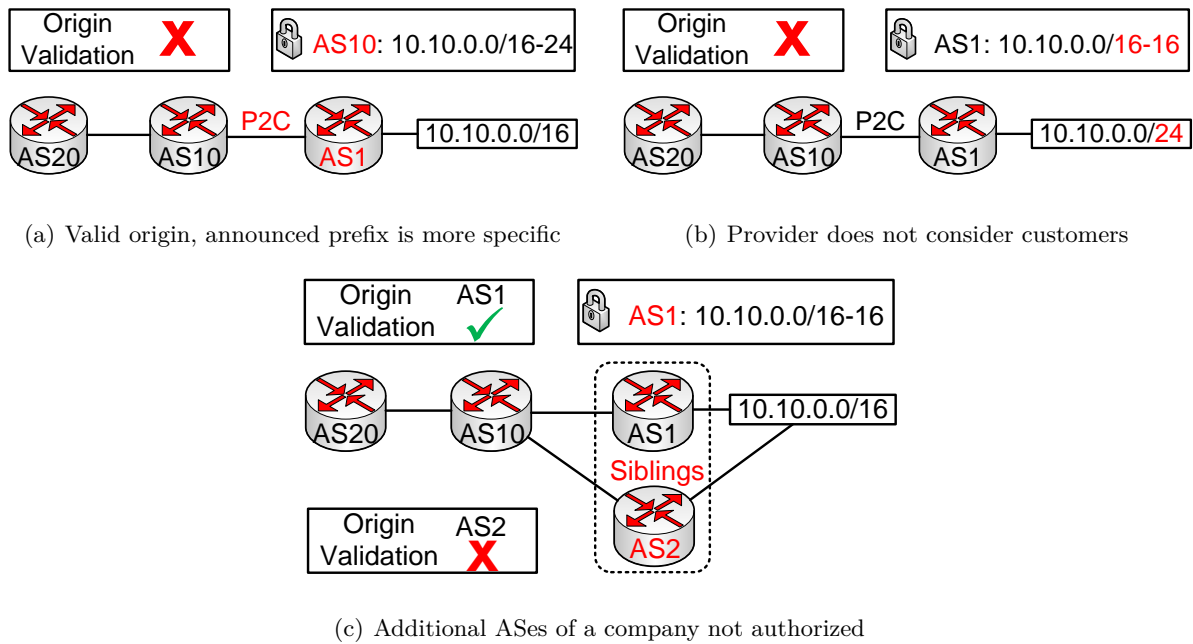 Origin
Validation X
AS10: 10.10.0.0/16-24
P2C
AS20
AS10
AS1
10.10.0.0/16
(a) Valid origin, announced prefix is more specific
Origin
Validation X
AS1: 10.10.0.0/16-16
P2C
AS20
AS10
AS1
10.10.0.0/24
(b) Provider does not consider customers
Origin AS1
Validation
AS1: 10.10.0.0/16-16
AS20
AS10
AS1
10.10.0.0/16
Siblings
AS2
Origin AS2
Validation X
(c) Additional ASes of a company not authorized